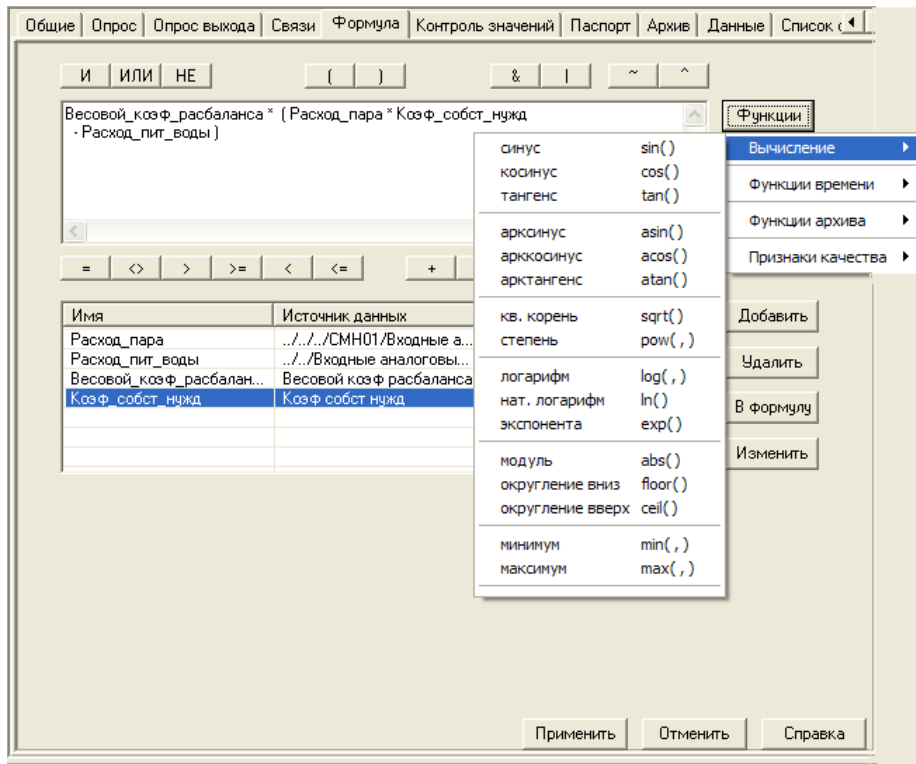 Общие Опрос Опрос выхода Связи Формула Контроль значений Паспорт Архив Данные Список
И ИЛИ НЕ ( ) & | ~ ^
Весовой_коэф_расбаланса * ( Расход_пара * Коэф_собст_нужд
- Расход_пит_воды )
Функции
Вычисление
Функции времени
Функции архива
Признаки качества
синус sin()
косинус cos()
тангенс tan()
арксинус asin()
арккосинус acos()
арктангенс atan()
кв. корень sqrt()
степень pow(,)
логарифм log(,)
нат. логарифм ln()
экспонента exp()
модуль abs()
округление вниз floor()
округление вверх ceil()
минимум min(,)
максимум max(,)
= <> > >= < <= +
Имя Источник данных
Расход_пара ../../../СМН01/Входные а...
Расход_пит_воды ../../Входные аналоговы...
Весовой_коэф_расбалан... Весовой коэф расбаланса
Коэф_собст_нужд Коэф собст нужд
Добавить
Удалить
В формулу
Изменить
Применить Отменить Справка